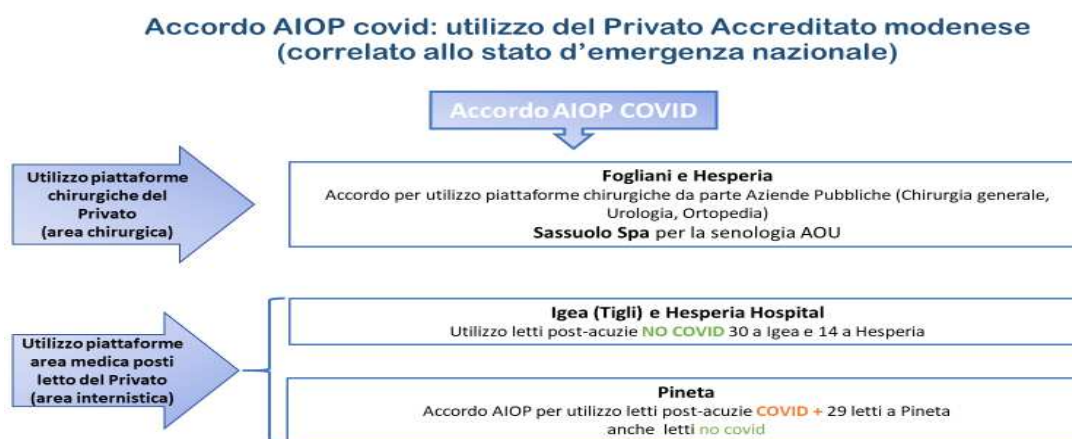 Accordo AIOP covid: utilizzo del Privato Accreditato modenese
(correlato allo stato d'emergenza nazionale)
Accordo AIOP COVID
Utilizzo piattaforme
chirurgiche del
Privato
(area chirurgica)
Fogliani e Hesperia
Accordo per utilizzo piattaforme chirurgiche da parte Aziende Pubbliche (Chirurgia generale,
Urologia, Ortopedia)
Sassuolo Spa per la senologia AOU
Utilizzo piattaforme
area medica posti
letto del Privato
(area internistica)
Igea (Tigli) e Hesperia Hospital
Utilizzo letti post-acuzie NO COVID 30 a Igea e 14 a Hesperia
Pineta
Accordo AIOP per utilizzo letti post-acuzie COVID + 29 letti a Pineta
anche letti no covid